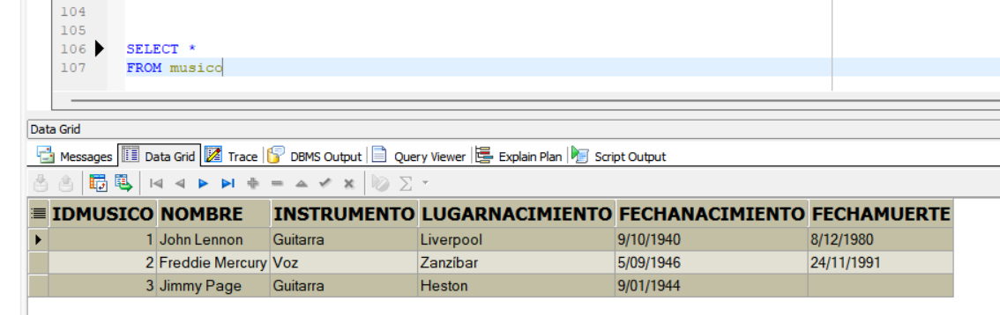 104
105
106 SELECT *
107 FROM musico
Data Grid
Messages Data Grid Trace DBMS Output Query Viewer Explain Plan Script Output
IDMUSICO NOMBRE INSTRUMENTO LUGARNACIMIENTO FECHANACIMIENTO FECHAMUERTE
1 John Lennon Guitarra Liverpool 9/10/1940 8/12/1980
2 Freddie Mercury Voz Zanzíbar 5/09/1946 24/11/1991
3 Jimmy Page Guitarra Heston 9/01/1944